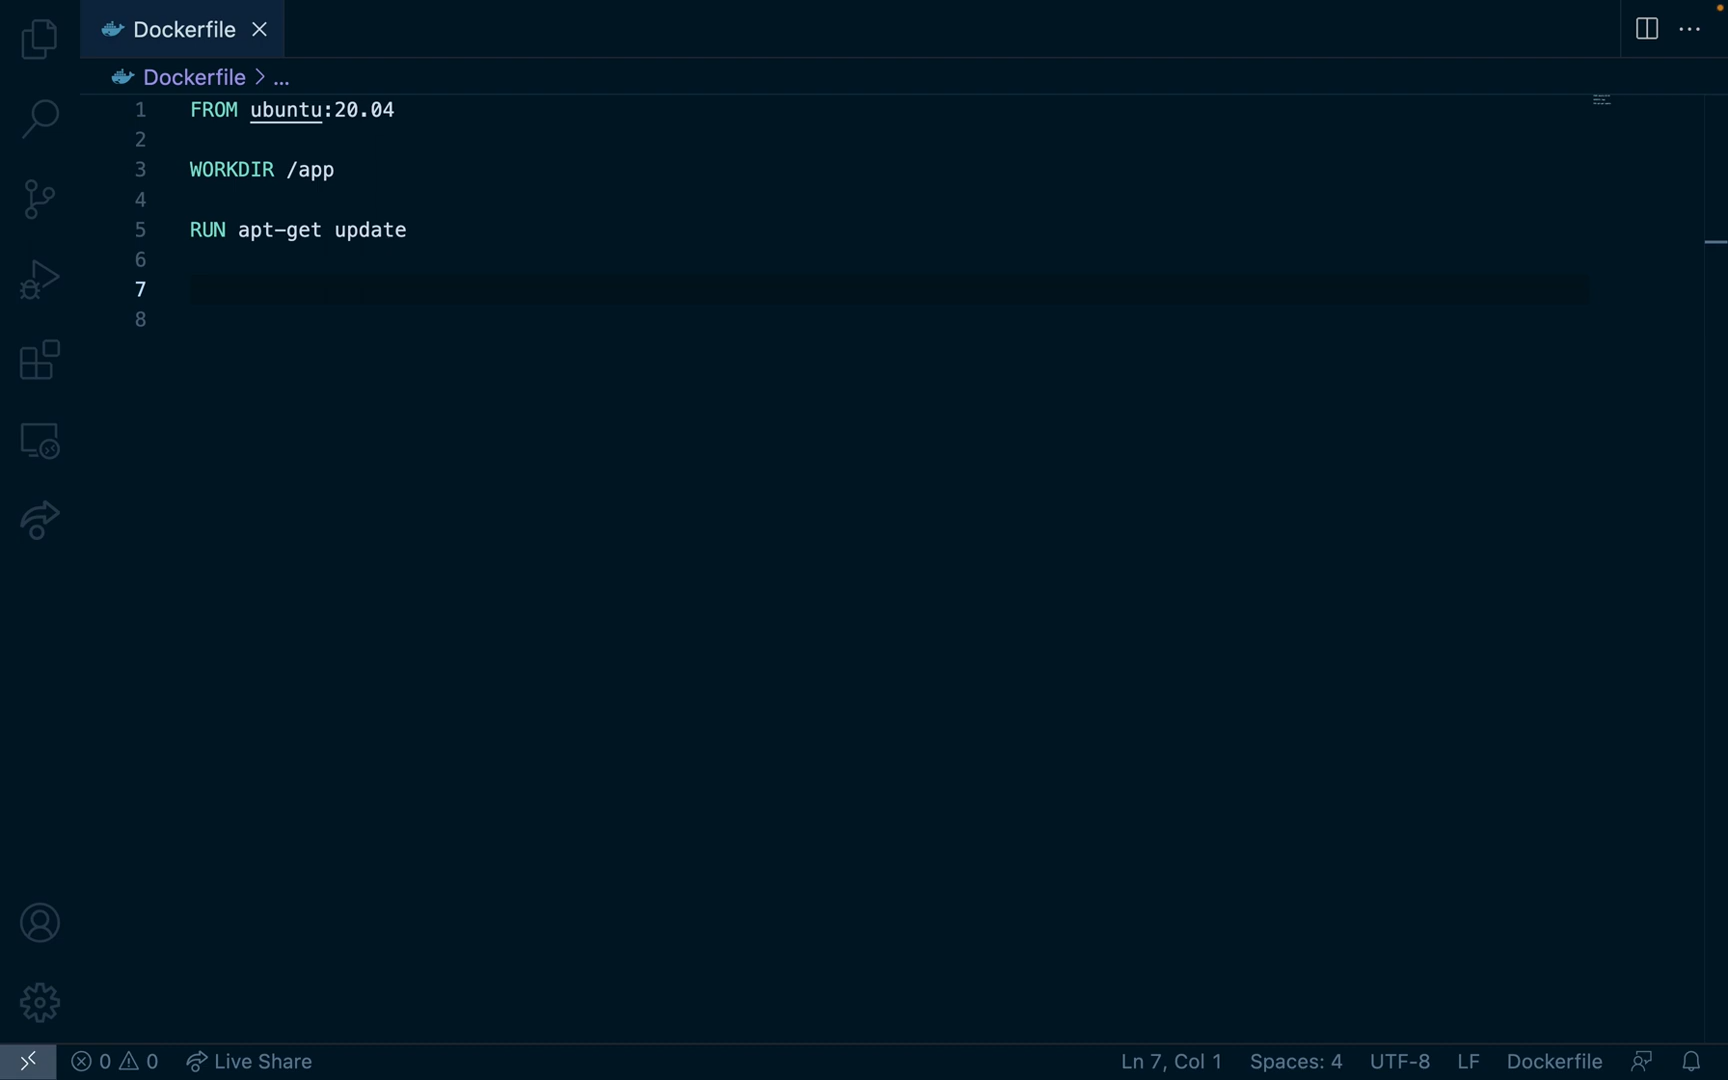 Dockerfile
Dockerfile > ...
1 FROM ubuntu:20.04
2
3 WORKDIR /app
4
5 RUN apt-get update
6
7
8
0 0 Live Share Ln 7, Col 1 Spaces: 4 UTF-8 LF Dockerfile